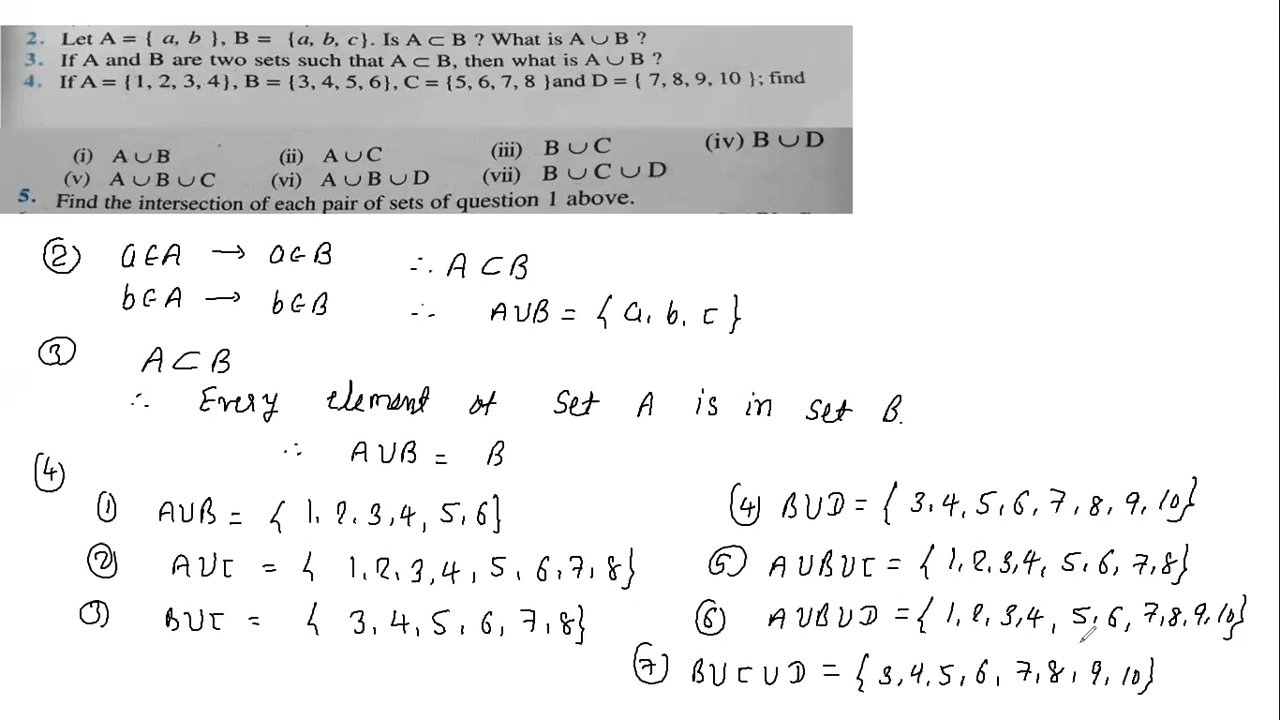 2. Let A = { a, b }, B = {a, b, c}. Is A ⊂ B ? What is A ∪ B ?
3. If A and B are two sets such that A ⊂ B, then what is A ∪ B ?
4. If A = {1, 2, 3, 4}, B = {3, 4, 5, 6}, C = {5, 6, 7, 8 }and D = { 7, 8, 9, 10 }; find
(i) A ∪ B (ii) A ∪ C (iii) B ∪ C (iv) B ∪ D
(v) A ∪ B ∪ C (vi) A ∪ B ∪ D (vii) B ∪ C ∪ D
5. Find the intersection of each pair of sets of question 1 above.
② a∈A → a∈B ∴ A ⊂ B
b∈A → b∈B ∴ A∪B = { a, b, c }
③ A ⊂ B
∴ Every element of set A is in set B.
∴ A∪B = B
④
① A∪B = { 1, 2, 3, 4, 5, 6]
② A∪C = { 1, 2, 3, 4, 5, 6, 7, 8}
③ B∪C = { 3, 4, 5, 6, 7, 8}
④ B∪D = { 3, 4, 5, 6, 7, 8, 9, 10}
⑤ A∪B∪C = { 1, 2, 3, 4, 5, 6, 7, 8}
⑥ A∪B∪D = { 1, 2, 3, 4, 5, 6, 7, 8, 9, 10}
⑦ B∪C∪D = { 3, 4, 5, 6, 7, 8, 9, 10}